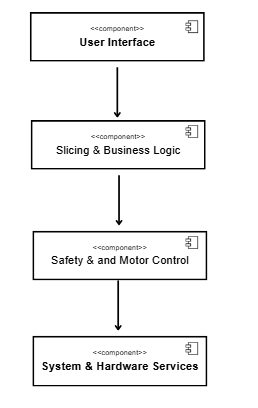 <<component>>
User Interface
<<component>>
Slicing & Business Logic
<<component>>
Safety & and Motor Control
<<component>>
System & Hardware Services